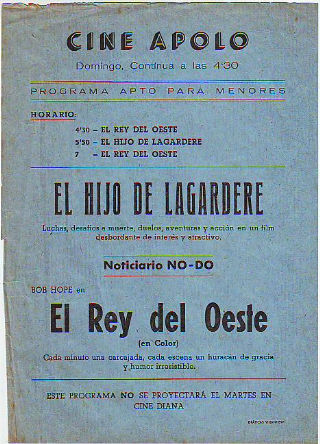 CINE APOLO
Domingo, Continua a las 4'30
PROGRAMA APTO PARA MENORES
HORARIO:
4'30 – EL REY DEL OESTE
5'50 – EL HIJO DE LAGARDERE
7 – EL REY DEL OESTE
EL HIJO DE LAGARDERE
Luchas, desafíos a muerte, duelos, aventuras y acción en un film
desbordante de interés y atractivo.
Noticiario NO-DO
BOB HOPE en
El Rey del Oeste
(en Color)
Cada minuto una carcajada, cada escena un huracán de gracia
y humor irresistible.
ESTE PROGRAMA NO SE PROYECTARÁ EL MARTES EN
CINE DIANA